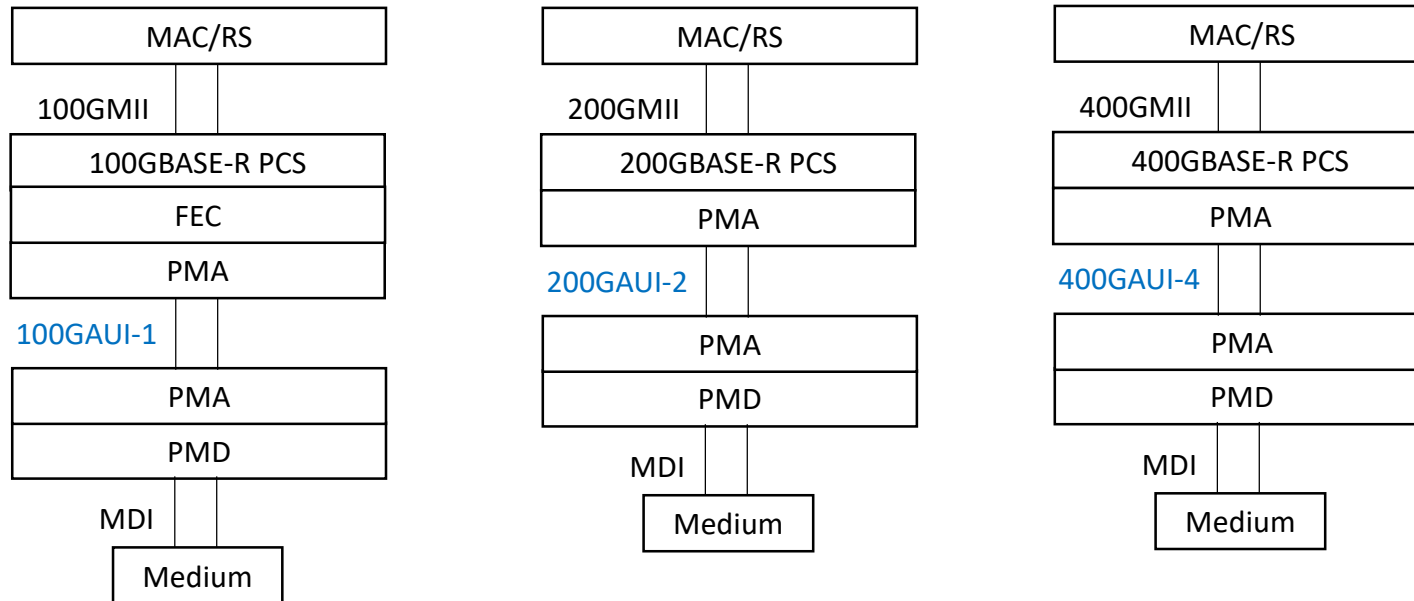 MAC/RS
100GMII
100GBASE-R PCS
FEC
PMA
100GAUI-1
PMA
PMD
MDI
Medium
MAC/RS
200GMII
200GBASE-R PCS
PMA
200GAUI-2
PMA
PMD
MDI
Medium
MAC/RS
400GMII
400GBASE-R PCS
PMA
400GAUI-4
PMA
PMD
MDI
Medium